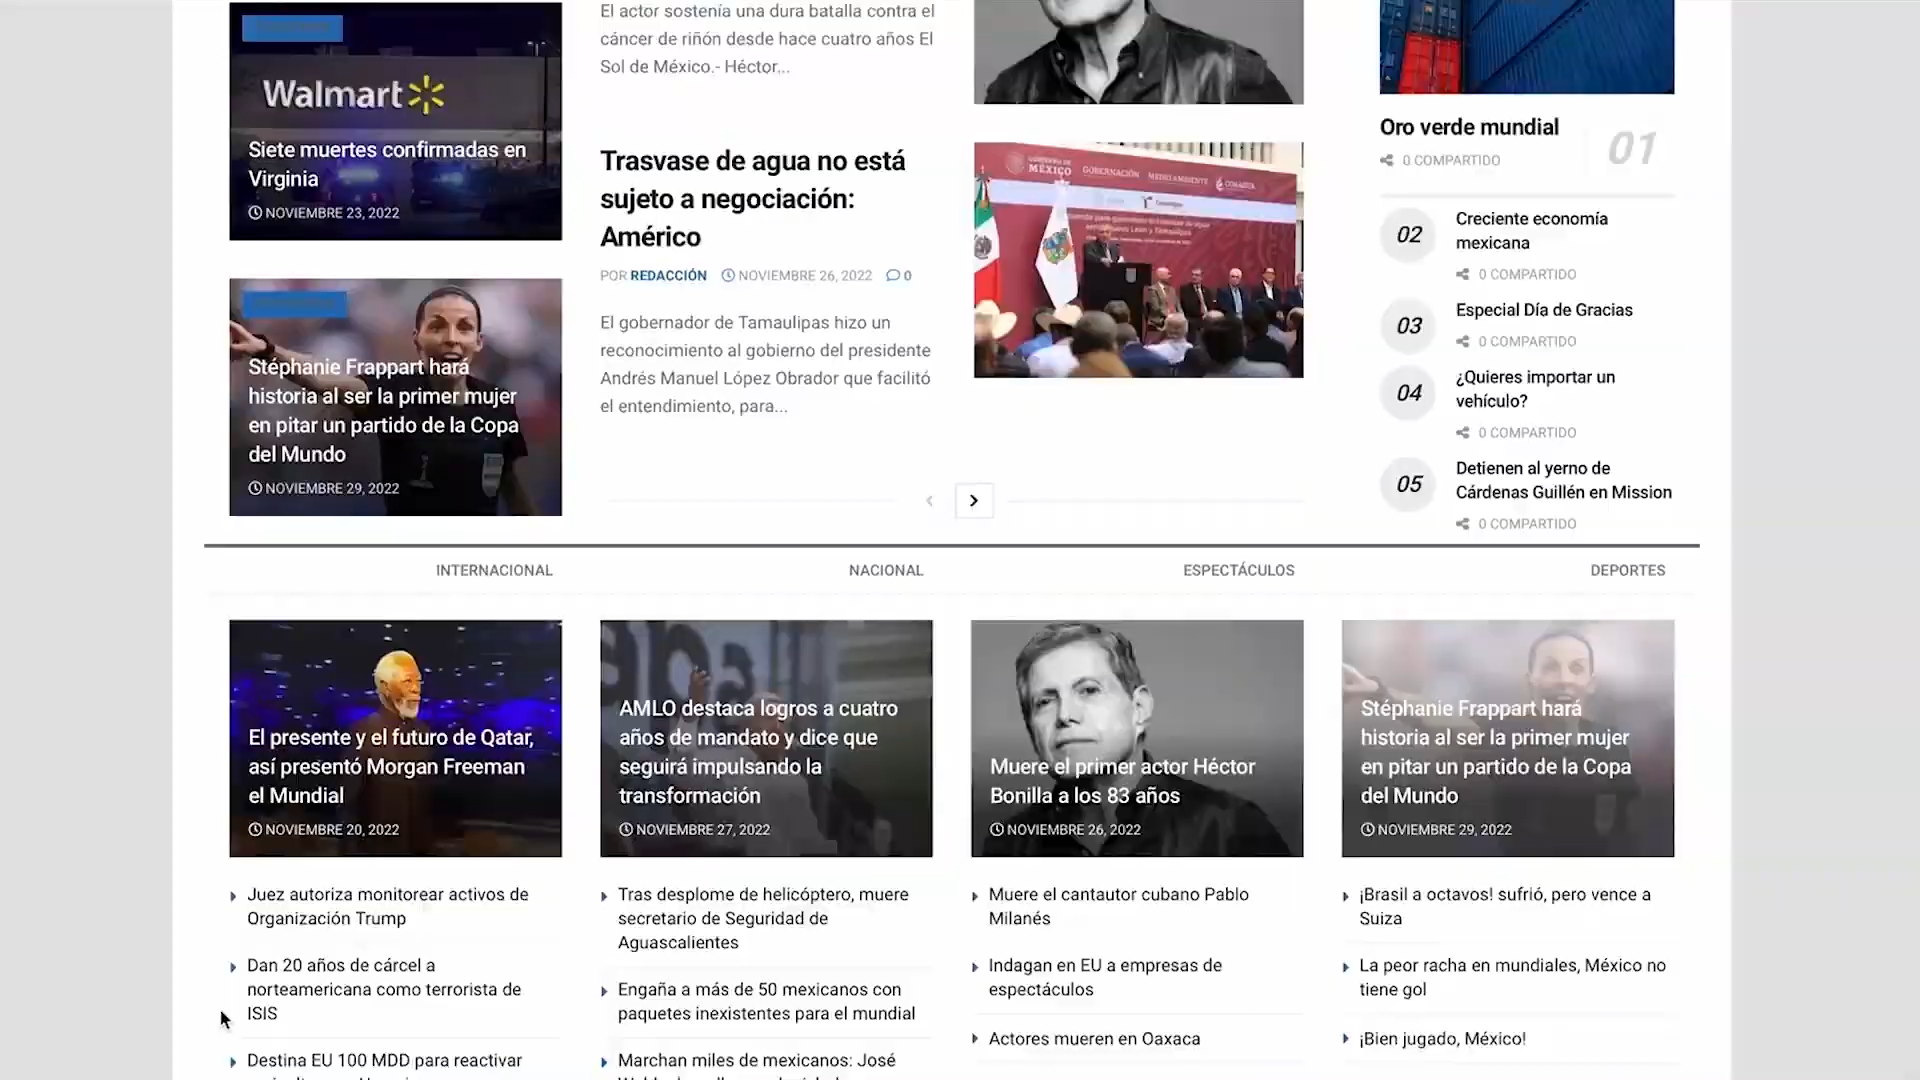 Walmart
Siete muertes confirmadas en
Virginia
NOVIEMBRE 23, 2022
Stéphanie Frappart hará
historia al ser la primer mujer
en pitar un partido de la Copa
del Mundo
NOVIEMBRE 29, 2022
El actor sostenía una dura batalla contra el
cáncer de riñón desde hace cuatro años El
Sol de México.- Héctor...
Trasvase de agua no está
sujeto a negociación:
Américo
POR REDACCIÓN NOVIEMBRE 26, 2022 0
El gobernador de Tamaulipas hizo un
reconocimiento al gobierno del presidente
Andrés Manuel López Obrador que facilitó
el entendimiento, para...
GOBIERNO DE
MÉXICO
GOBERNACIÓN
MEDIO AMBIENTE
CONAGUA
Tamaulipas
Oro verde mundial
0 COMPARTIDO
01
02
Creciente economía
mexicana
0 COMPARTIDO
03
Especial Día de Gracias
0 COMPARTIDO
04
¿Quieres importar un
vehículo?
0 COMPARTIDO
05
Detienen al yerno de
Cárdenas Guillén en Mission
0 COMPARTIDO
INTERNACIONAL
El presente y el futuro de Qatar,
así presentó Morgan Freeman
el Mundial
NOVIEMBRE 20, 2022
Juez autoriza monitorear activos de
Organización Trump
Dan 20 años de cárcel a
norteamericana como terrorista de
ISIS
Destina EU 100 MDD para reactivar
NACIONAL
AMLO destaca logros a cuatro
años de mandato y dice que
seguirá impulsando la
transformación
NOVIEMBRE 27, 2022
Tras desplome de helicóptero, muere
secretario de Seguridad de
Aguascalientes
Engaña a más de 50 mexicanos con
paquetes inexistentes para el mundial
Marchan miles de mexicanos: José
ESPECTÁCULOS
Muere el primer actor Héctor
Bonilla a los 83 años
NOVIEMBRE 26, 2022
Muere el cantautor cubano Pablo
Milanés
Indagan en EU a empresas de
espectáculos
Actores mueren en Oaxaca
DEPORTES
Stéphanie Frappart hará
historia al ser la primer mujer
en pitar un partido de la Copa
del Mundo
NOVIEMBRE 29, 2022
¡Brasil a octavos! sufrió, pero vence a
Suiza
La peor racha en mundiales, México no
tiene gol
¡Bien jugado, México!